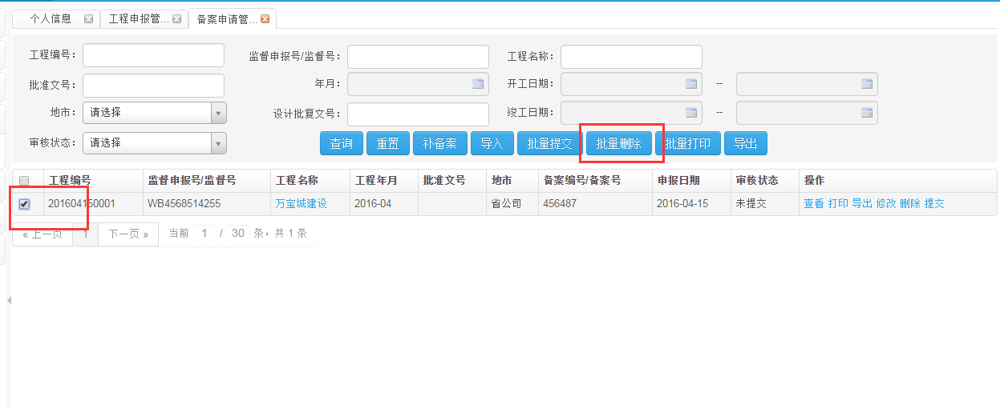 个人信息 工程申报管... 备案申请管...
工程编号： 监督申报号/监督号： 工程名称：
批准文号： 年月： 开工日期： --
地市： 请选择 设计批复文号： 竣工日期： --
审核状态： 请选择 查询 重置 补备案 导入 批量提交 批量删除 批量打印 导出
工程编号 监督申报号/监督号 工程名称 工程年月 批准文号 地市 备案编号/备案号 申报日期 审核状态 操作
201604150001 WB4568514255 万宝城建设 2016-04 省公司 456487 2016-04-15 未提交 查看 打印 导出 修改 删除 提交
« 上一页 1 下一页 » 当前 1 / 30 条，共 1 条